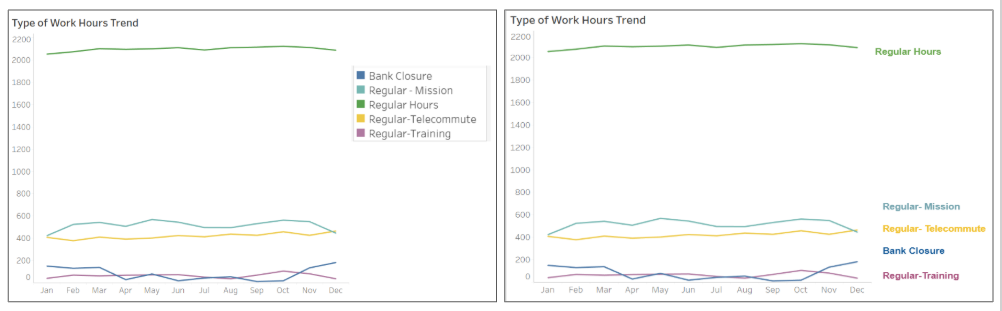 Type of Work Hours Trend
2200
2000
1800
1600
1400
1200
1000
800
600
400
200
0
Jan Feb Mar Apr May Jun Jul Aug Sep Oct Nov Dec
Bank Closure
Regular - Mission
Regular Hours
Regular-Telecommute
Regular-Training
Type of Work Hours Trend
2200
2000
1800
1600
1400
1200
1000
800
600
400
200
0
Jan Feb Mar Apr May Jun Jul Aug Sep Oct Nov Dec
Regular Hours
Regular- Mission
Regular- Telecommute
Bank Closure
Regular-Training